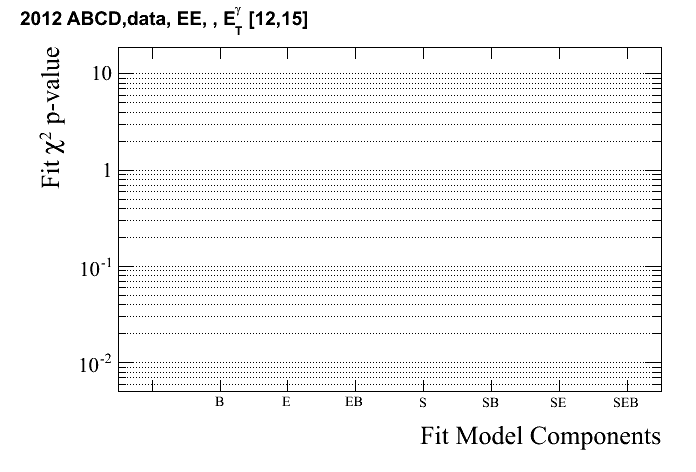 2012 ABCD,data, EE, , E_T^γ [12,15]
Fit χ² p-value
10
1
10⁻¹
10⁻²
B E EB S SB SE SEB
Fit Model Components